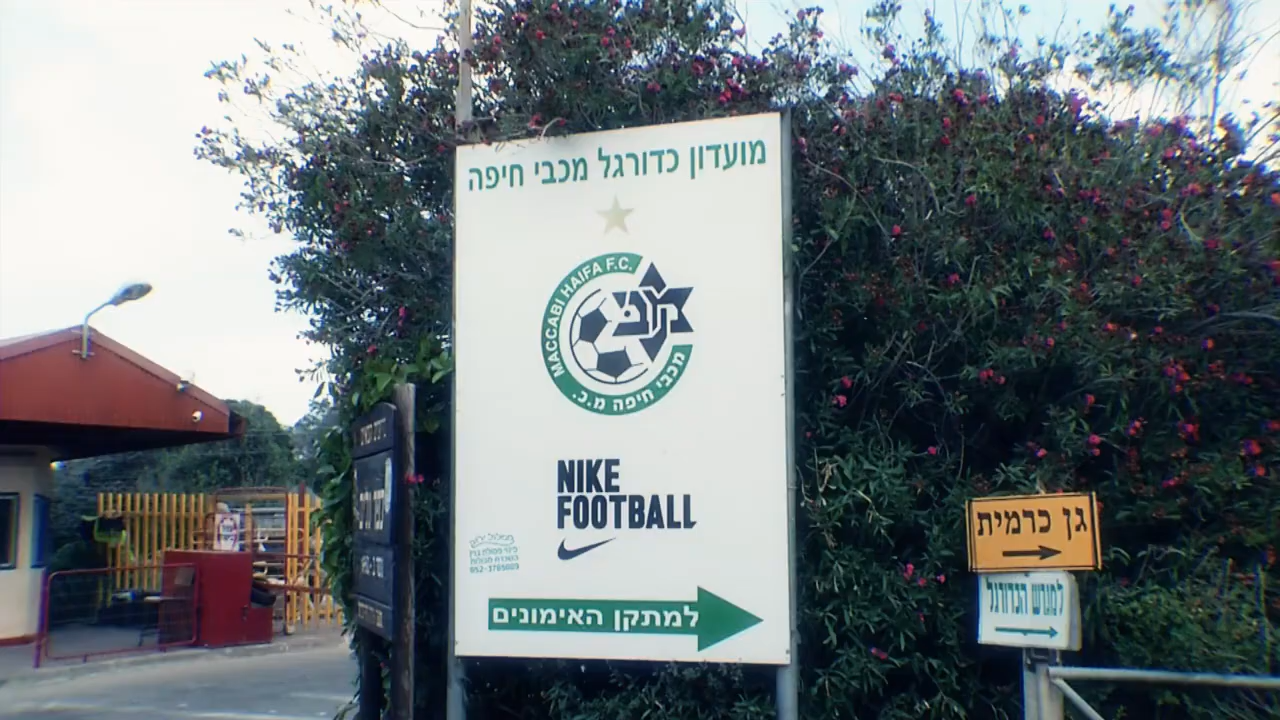 מועדון כדורגל מכבי חיפה
MACCABI HAIFA F.C.
מכבי חיפה מ.כ.
NIKE
FOOTBALL
למתקן האימונים
גן כרמית
למגרש הכדורגל